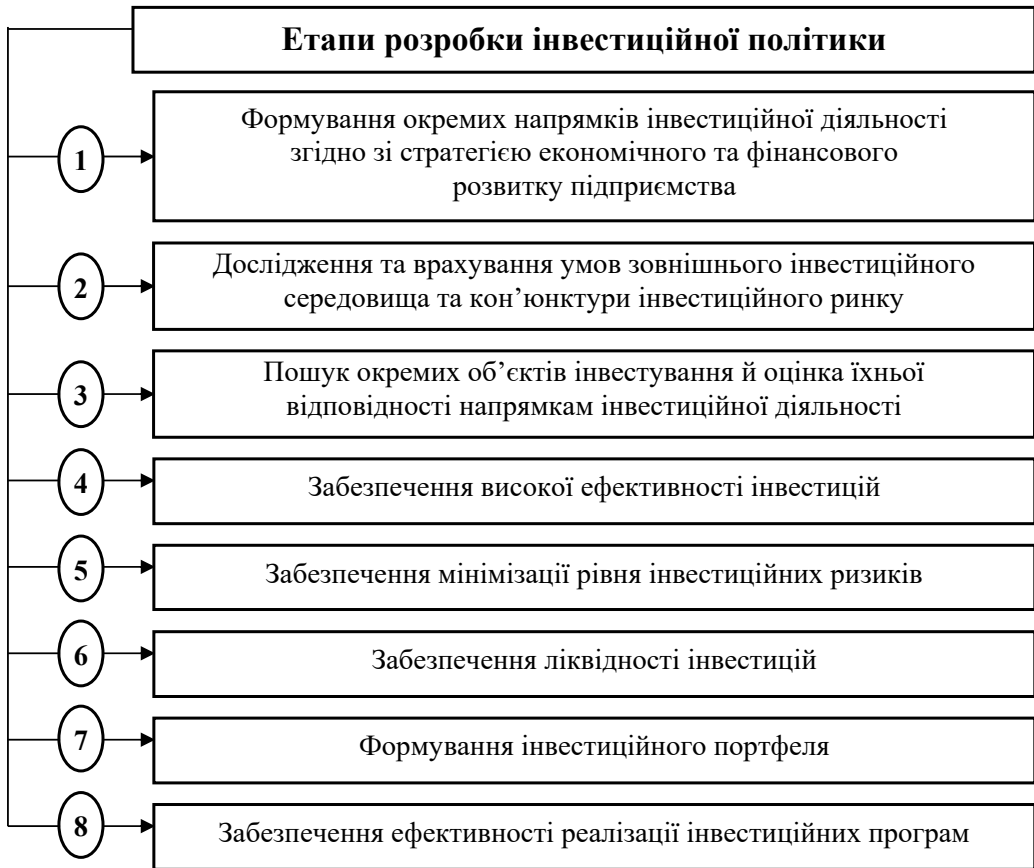 Етапи розробки інвестиційної політики
1
Формування окремих напрямків інвестиційної діяльності
згідно зі стратегією економічного та фінансового
розвитку підприємства
2
Дослідження та врахування умов зовнішнього інвестиційного
середовища та кон’юнктури інвестиційного ринку
3
Пошук окремих об’єктів інвестування й оцінка їхньої
відповідності напрямкам інвестиційної діяльності
4
Забезпечення високої ефективності інвестицій
5
Забезпечення мінімізації рівня інвестиційних ризиків
6
Забезпечення ліквідності інвестицій
7
Формування інвестиційного портфеля
8
Забезпечення ефективності реалізації інвестиційних програм